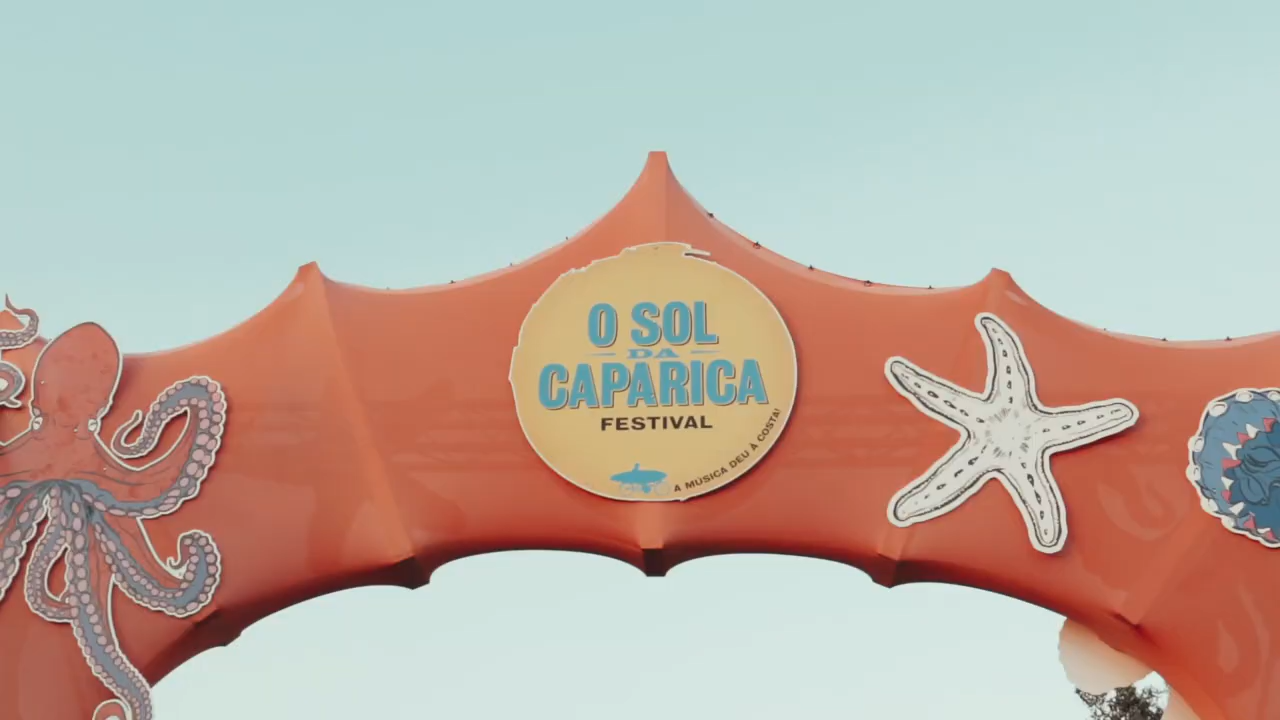 O SOL
DA
CAPARICA
FESTIVAL
A MÚSICA DEU À COSTA!